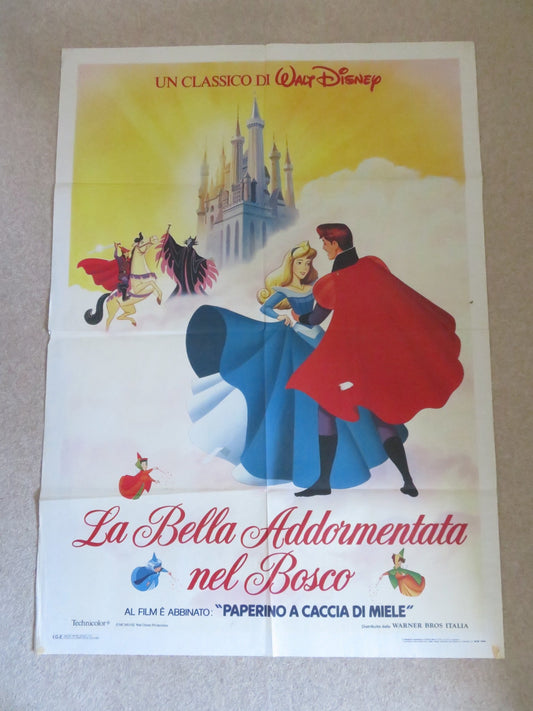 UN CLASSICO DI WALT DISNEY
La Bella Addormentata
nel Bosco
AL FILM È ABBINATO: "PAPERINO A CACCIA DI MIELE"
Technicolor
Distribuito dalla WARNER BROS ITALIA